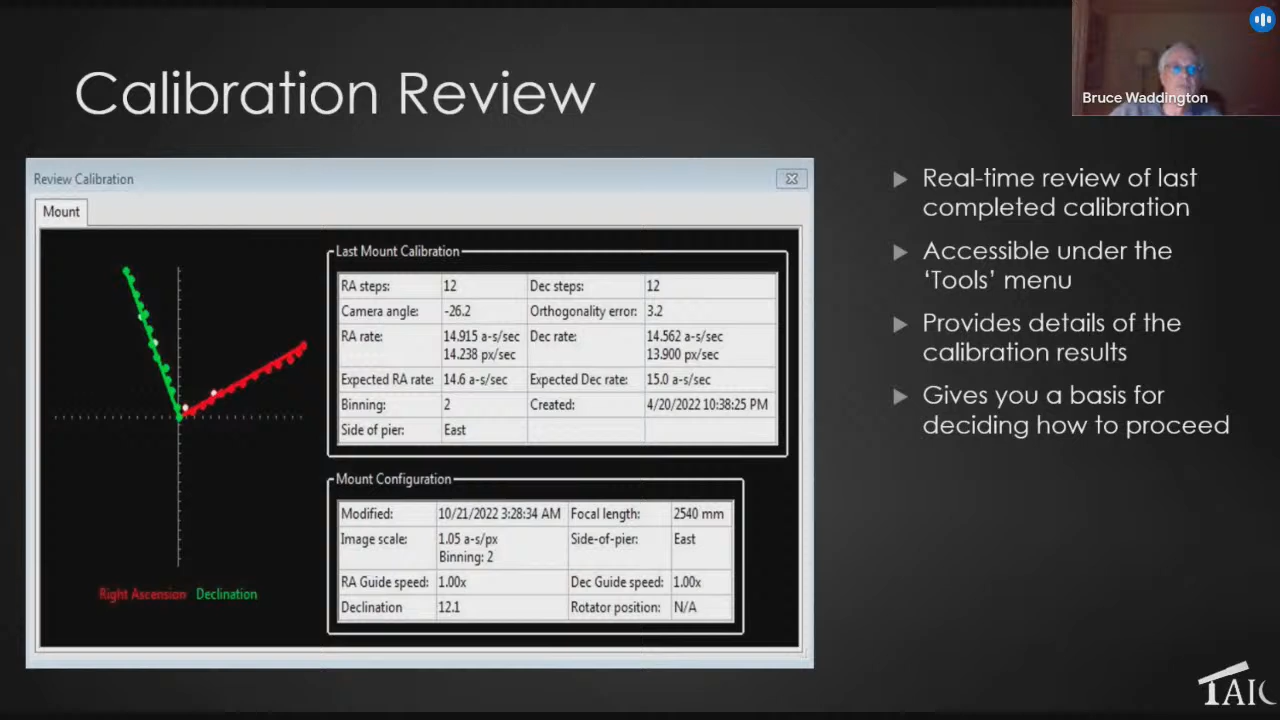 Calibration Review
Bruce Waddington
Review Calibration
Mount
Last Mount Calibration
RA steps: 12 Dec steps: 12
Camera angle: -26.2 Orthogonality error: 3.2
RA rate: 14.915 a-s/sec Dec rate: 14.562 a-s/sec
14.238 px/sec 13.900 px/sec
Expected RA rate: 14.6 a-s/sec Expected Dec rate: 15.0 a-s/sec
Binning: 2 Created: 4/20/2022 10:38:25 PM
Side of pier: East
Mount Configuration
Modified: 10/21/2022 3:28:34 AM Focal length: 2540 mm
Image scale: 1.05 a-s/px Side-of-pier: East
Binning: 2
RA Guide speed: 1.00x Dec Guide speed: 1.00x
Declination 12.1 Rotator position: N/A
Right Ascension Declination
Real-time review of last
completed calibration
Accessible under the
‘Tools’ menu
Provides details of the
calibration results
Gives you a basis for
deciding how to proceed
TAIC